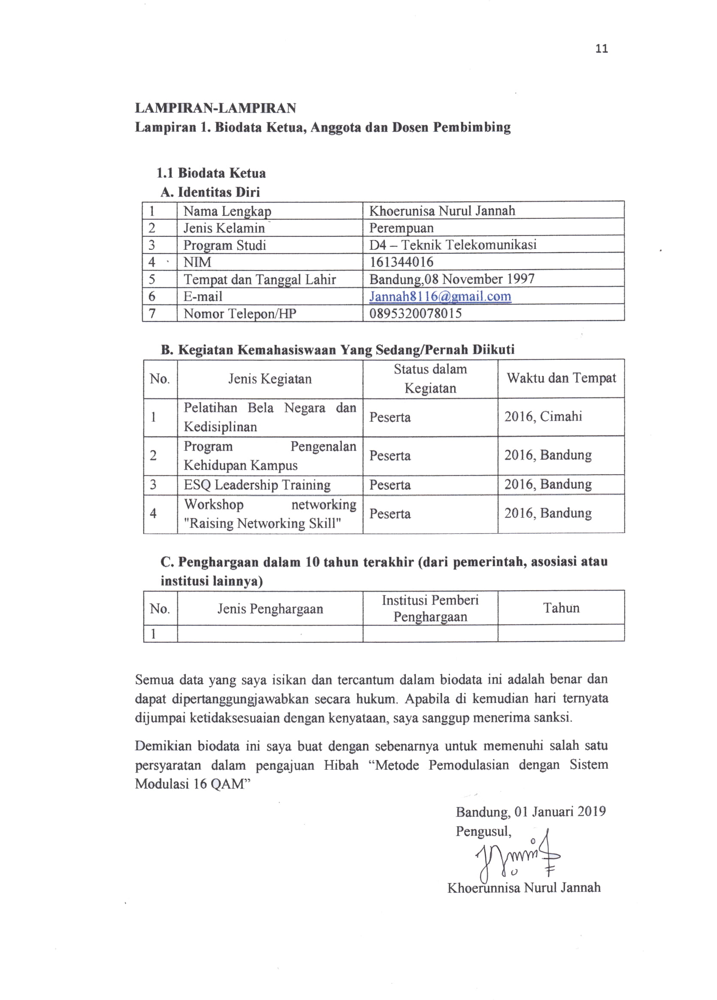 11
LAMPIRAN-LAMPIRAN
Lampiran 1. Biodata Ketua, Anggota dan Dosen Pembimbing
1.1 Biodata Ketua
A. Identitas Diri
1 Nama Lengkap Khoerunisa Nurul Jannah
2 Jenis Kelamin Perempuan
3 Program Studi D4 – Teknik Telekomunikasi
4 NIM 161344016
5 Tempat dan Tanggal Lahir Bandung,08 November 1997
6 E-mail Jannah8116@gmail.com
7 Nomor Telepon/HP 0895320078015
B. Kegiatan Kemahasiswaan Yang Sedang/Pernah Diikuti
No. Jenis Kegiatan Status dalam Kegiatan Waktu dan Tempat
1 Pelatihan Bela Negara dan Kedisiplinan Peserta 2016, Cimahi
2 Program Pengenalan Kehidupan Kampus Peserta 2016, Bandung
3 ESQ Leadership Training Peserta 2016, Bandung
4 Workshop networking "Raising Networking Skill" Peserta 2016, Bandung
C. Penghargaan dalam 10 tahun terakhir (dari pemerintah, asosiasi atau
institusi lainnya)
No. Jenis Penghargaan Institusi Pemberi Penghargaan Tahun
1
Semua data yang saya isikan dan tercantum dalam biodata ini adalah benar dan
dapat dipertanggungjawabkan secara hukum. Apabila di kemudian hari ternyata
dijumpai ketidaksesuaian dengan kenyataan, saya sanggup menerima sanksi.
Demikian biodata ini saya buat dengan sebenarnya untuk memenuhi salah satu
persyaratan dalam pengajuan Hibah “Metode Pemodulasian dengan Sistem
Modulasi 16 QAM”
Bandung, 01 Januari 2019
Pengusul,
Khoerunnisa Nurul Jannah